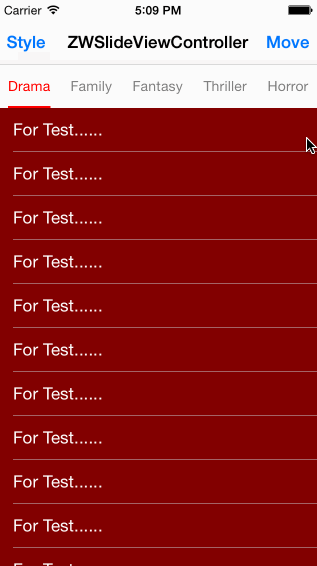 Carrier 5:09 PM
Style ZWSlideViewController Move
Drama Family Fantasy Thriller Horror
For Test......
For Test......
For Test......
For Test......
For Test......
For Test......
For Test......
For Test......
For Test......
For Test......